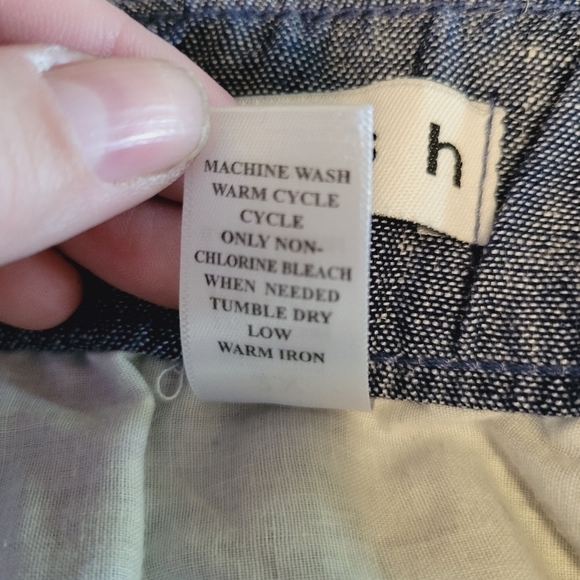 MACHINE WASH
WARM CYCLE
CYCLE
ONLY NON-
CHLORINE BLEACH
WHEN NEEDED
TUMBLE DRY
LOW
WARM IRON
h